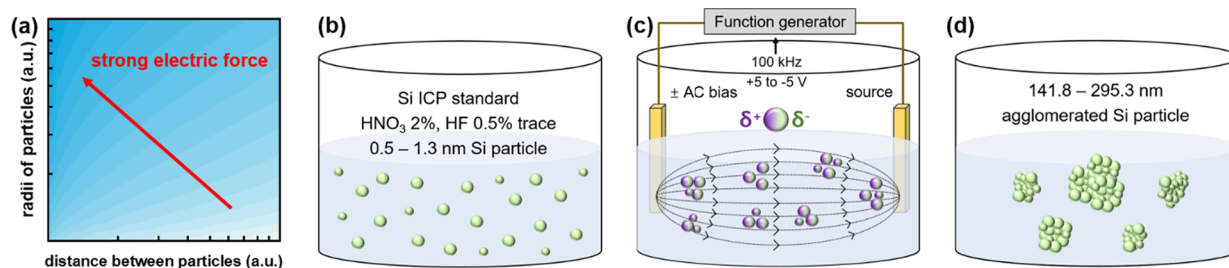 (a)
strong electric force
radii of particles (a.u.)
distance between particles (a.u.)
(b)
Si ICP standard
HNO₃ 2%, HF 0.5% trace
0.5 – 1.3 nm Si particle
(c)
Function generator
100 kHz
+5 to -5 V
± AC bias
source
δ⁺ δ⁻
(d)
141.8 – 295.3 nm
agglomerated Si particle